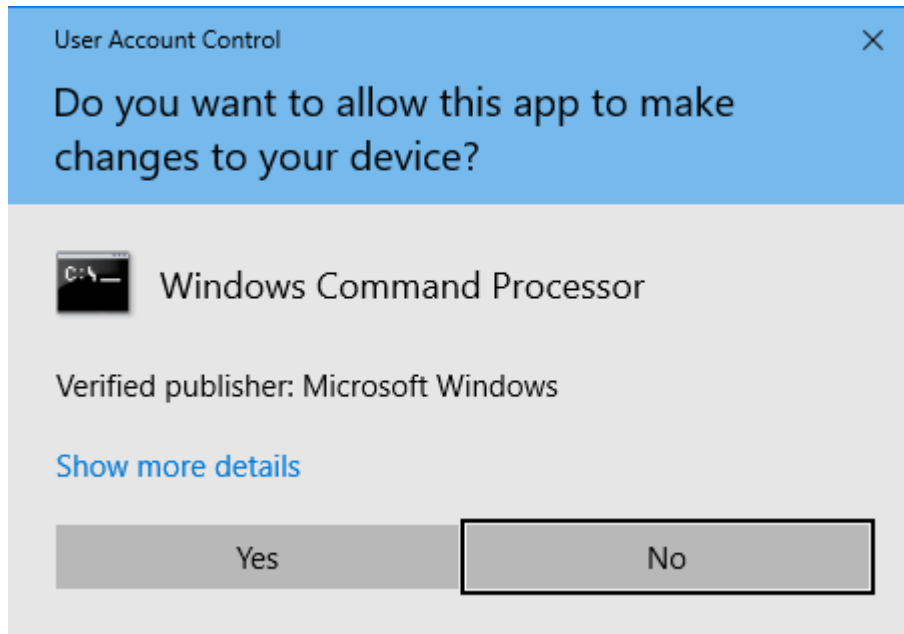 User Account Control
Do you want to allow this app to make
changes to your device?
C:\_
Windows Command Processor
Verified publisher: Microsoft Windows
Show more details
Yes
No